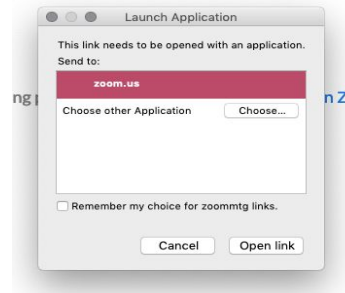 Launch Application
This link needs to be opened with an application.
Send to:
zoom.us
ng
n Z
Choose other Application
Choose...
Remember my choice for zoommtg links.
Cancel
Open link